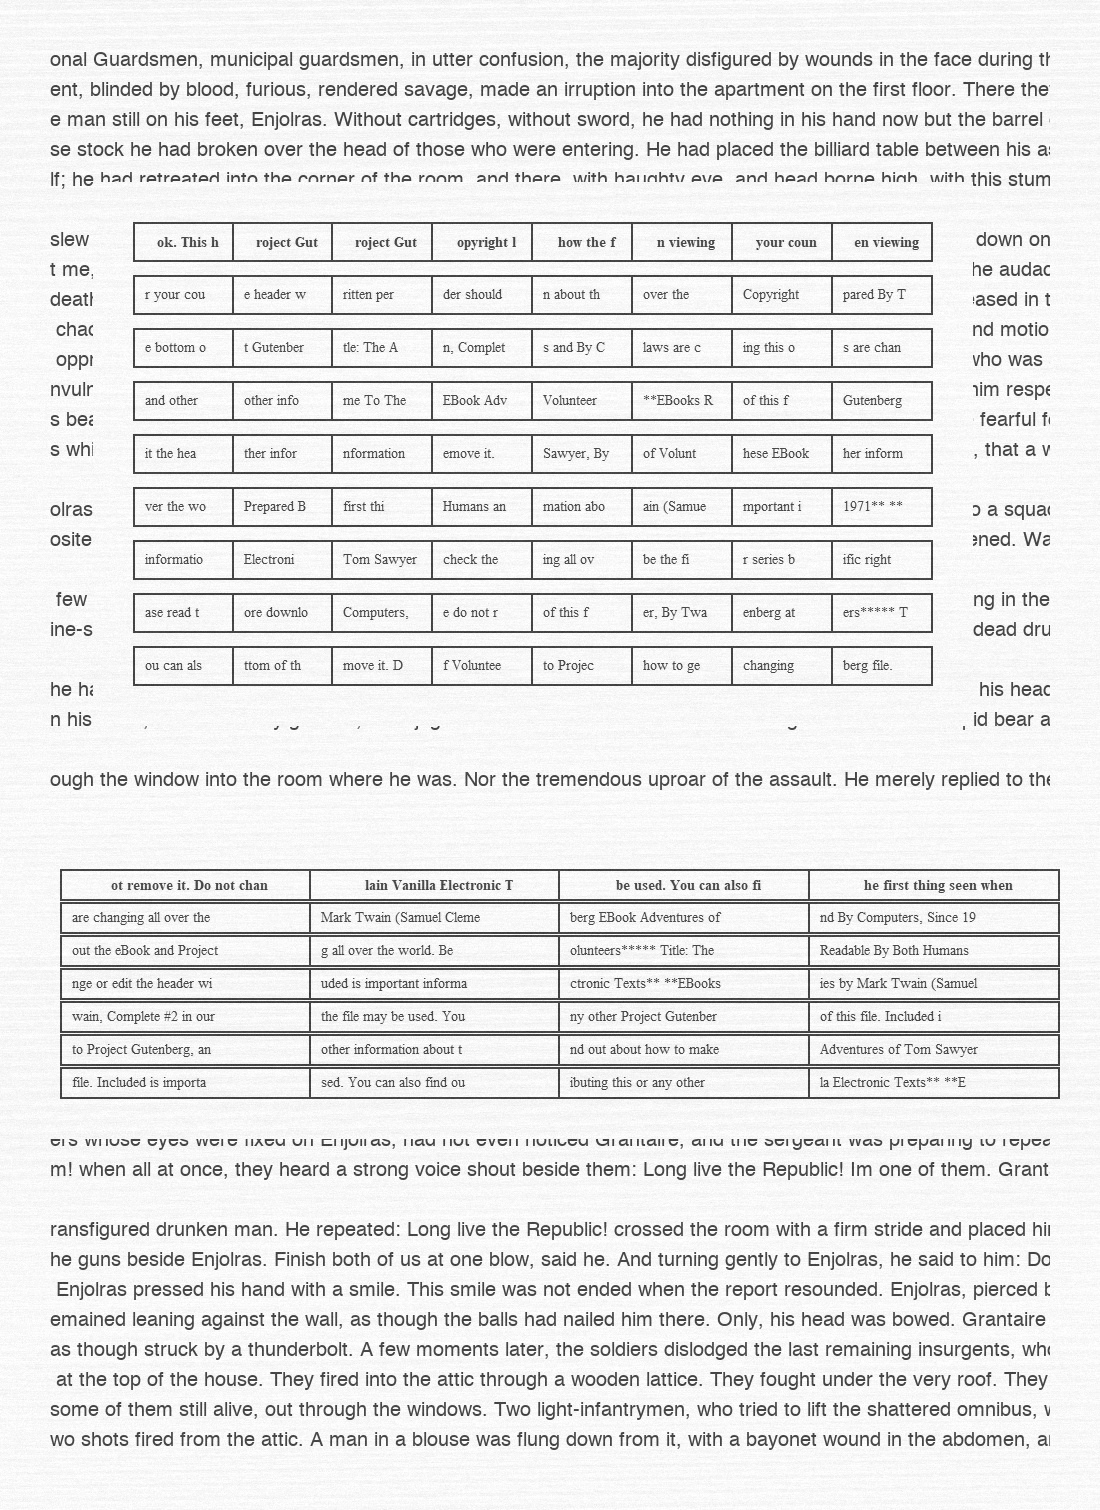 onal Guardsmen, municipal guardsmen, in utter confusion, the majority disfigured by wounds in the face during
ent, blinded by blood, furious, rendered savage, made an irruption into the apartment on the first floor. There they
e man still on his feet, Enjolras. Without cartridges, without sword, he had nothing in his hand now but the barrel
se stock he had broken over the head of those who were entering. He had placed the billiard table between his
lf; he had retreated into the corner of the room, and there, with haughty eye, and head borne high, with this stum
slew down on
t me, he audac
death eased in t
chac nd motio
oppr who was
nvulr him respe
s bea fearful
s whi , that a w
olras o a squad
osite ened. Wa
few ng in the
ine-s dead dru
he ha his head
n his id bear a
ok. This h roject Gut roject Gut opyright l how the f n viewing your coun en viewing
r your cou e header w ritten per der should n about th over the Copyright pared By T
e bottom o t Gutenber tle: The A n, Complet s and By C laws are c ing this o s are chan
and other other info me To The EBook Adv Volunteer **EBooks R of this f Gutenberg
it the hea ther infor nformation emove it. Sawyer, By of Volunt hese EBook her inform
ver the wo Prepared B first thi Humans an mation abo ain (Samue mportant i 1971** **
informatio Electroni Tom Sawyer check the ing all ov be the fi r series b ific right
ase read t ore downlo Computers, e do not r of this f er, By Twa enberg at ers***** T
ou can als ttom of th move it. D f Voluntee to Projec how to ge changing berg file.
ough the window into the room where he was. Nor the tremendous uproar of the assault. He merely replied to the
ot remove it. Do not chan lain Vanilla Electronic T be used. You can also fi he first thing seen when
are changing all over the Mark Twain (Samuel Cleme berg EBook Adventures of nd By Computers, Since 19
out the eBook and Project g all over the world. Be olunteers***** Title: The Readable By Both Humans
nge or edit the header wi uded is important informa ctronic Texts** **EBooks ies by Mark Twain (Samuel
wain, Complete #2 in our the file may be used. You ny other Project Gutenber of this file. Included i
to Project Gutenberg, an other information about t nd out about how to make Adventures of Tom Sawyer
file. Included is importa sed. You can also find ou ibuting this or any other la Electronic Texts** **E
ers whose eyes were fixed on Enjolras, had not even noticed Grantaire, and the sergeant was preparing to repea
m! when all at once, they heard a strong voice shout beside them: Long live the Republic! Im one of them. Grant
ransfigured drunken man. He repeated: Long live the Republic! crossed the room with a firm stride and placed hi
he guns beside Enjolras. Finish both of us at one blow, said he. And turning gently to Enjolras, he said to him: Do
Enjolras pressed his hand with a smile. This smile was not ended when the report resounded. Enjolras, pierced b
emained leaning against the wall, as though the balls had nailed him there. Only, his head was bowed. Grantaire
as though struck by a thunderbolt. A few moments later, the soldiers dislodged the last remaining insurgents, who
at the top of the house. They fired into the attic through a wooden lattice. They fought under the very roof. They
some of them still alive, out through the windows. Two light-infantrymen, who tried to lift the shattered omnibus,
wo shots fired from the attic. A man in a blouse was flung down from it, with a bayonet wound in the abdomen, a